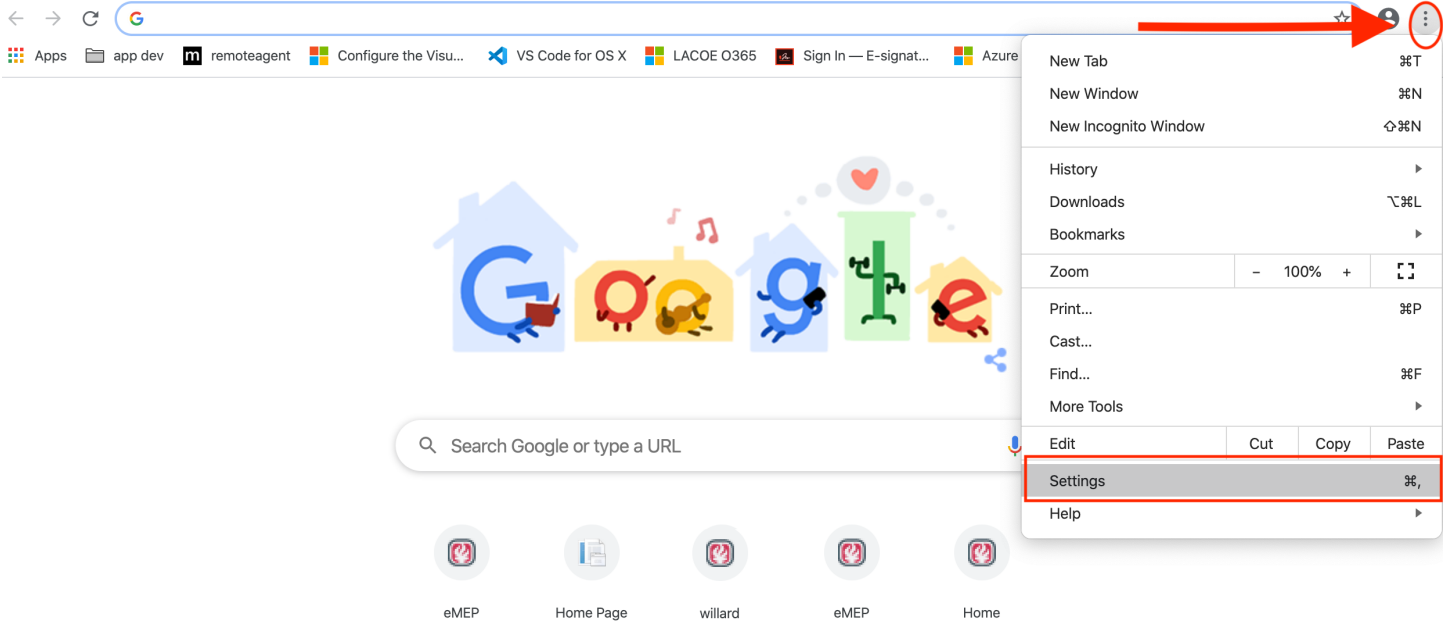 Apps app dev remoteagent Configure the Visu... VS Code for OS X LACOE O365 Sign In — E-signat... Azure
New Tab ⌘T
New Window ⌘N
New Incognito Window ⇧⌘N
History
Downloads ⌥⌘L
Bookmarks
Zoom − 100% +
Print... ⌘P
Cast...
Find... ⌘F
More Tools
Edit Cut Copy Paste
Settings ⌘,
Help
Google
Search Google or type a URL
eMEP Home Page willard eMEP Home